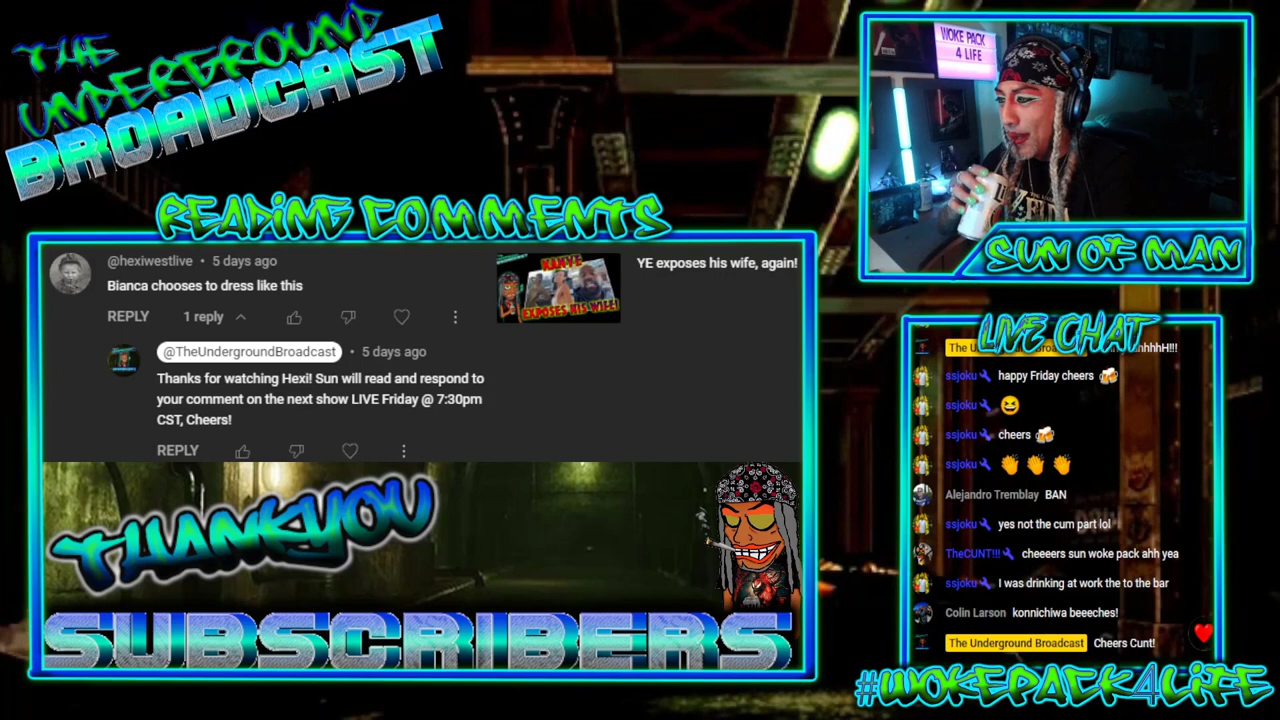 THE
UNDERGROUND
BROADCAST
READING COMMENTS
@hexiwestlive • 5 days ago
Bianca chooses to dress like this
REPLY 1 reply
KANYE
EXPOSES HIS WIFE!
YE exposes his wife, again!
@TheUndergroundBroadcast • 5 days ago
Thanks for watching Hexi! Sun will read and respond to
your comment on the next show LIVE Friday @ 7:30pm
CST, Cheers!
REPLY
THANKYOU
SUBSCRIBERS
WOKE PACK
4 LIFE
SUN OF MAN
LIVE CHAT
ssjoku happy Friday cheers 🍻
ssjoku 😆
ssjoku cheers 🍻
ssjoku 👏 👏 👏
Alejandro Tremblay BAN
ssjoku yes not the cum part lol
TheCUNT!!! cheeeers sun woke pack ahh yea
ssjoku I was drinking at work the to the bar
Colin Larson konnichiwa beeeches!
The Underground Broadcast Cheers Cunt!
#WOKEPACK4LIFE